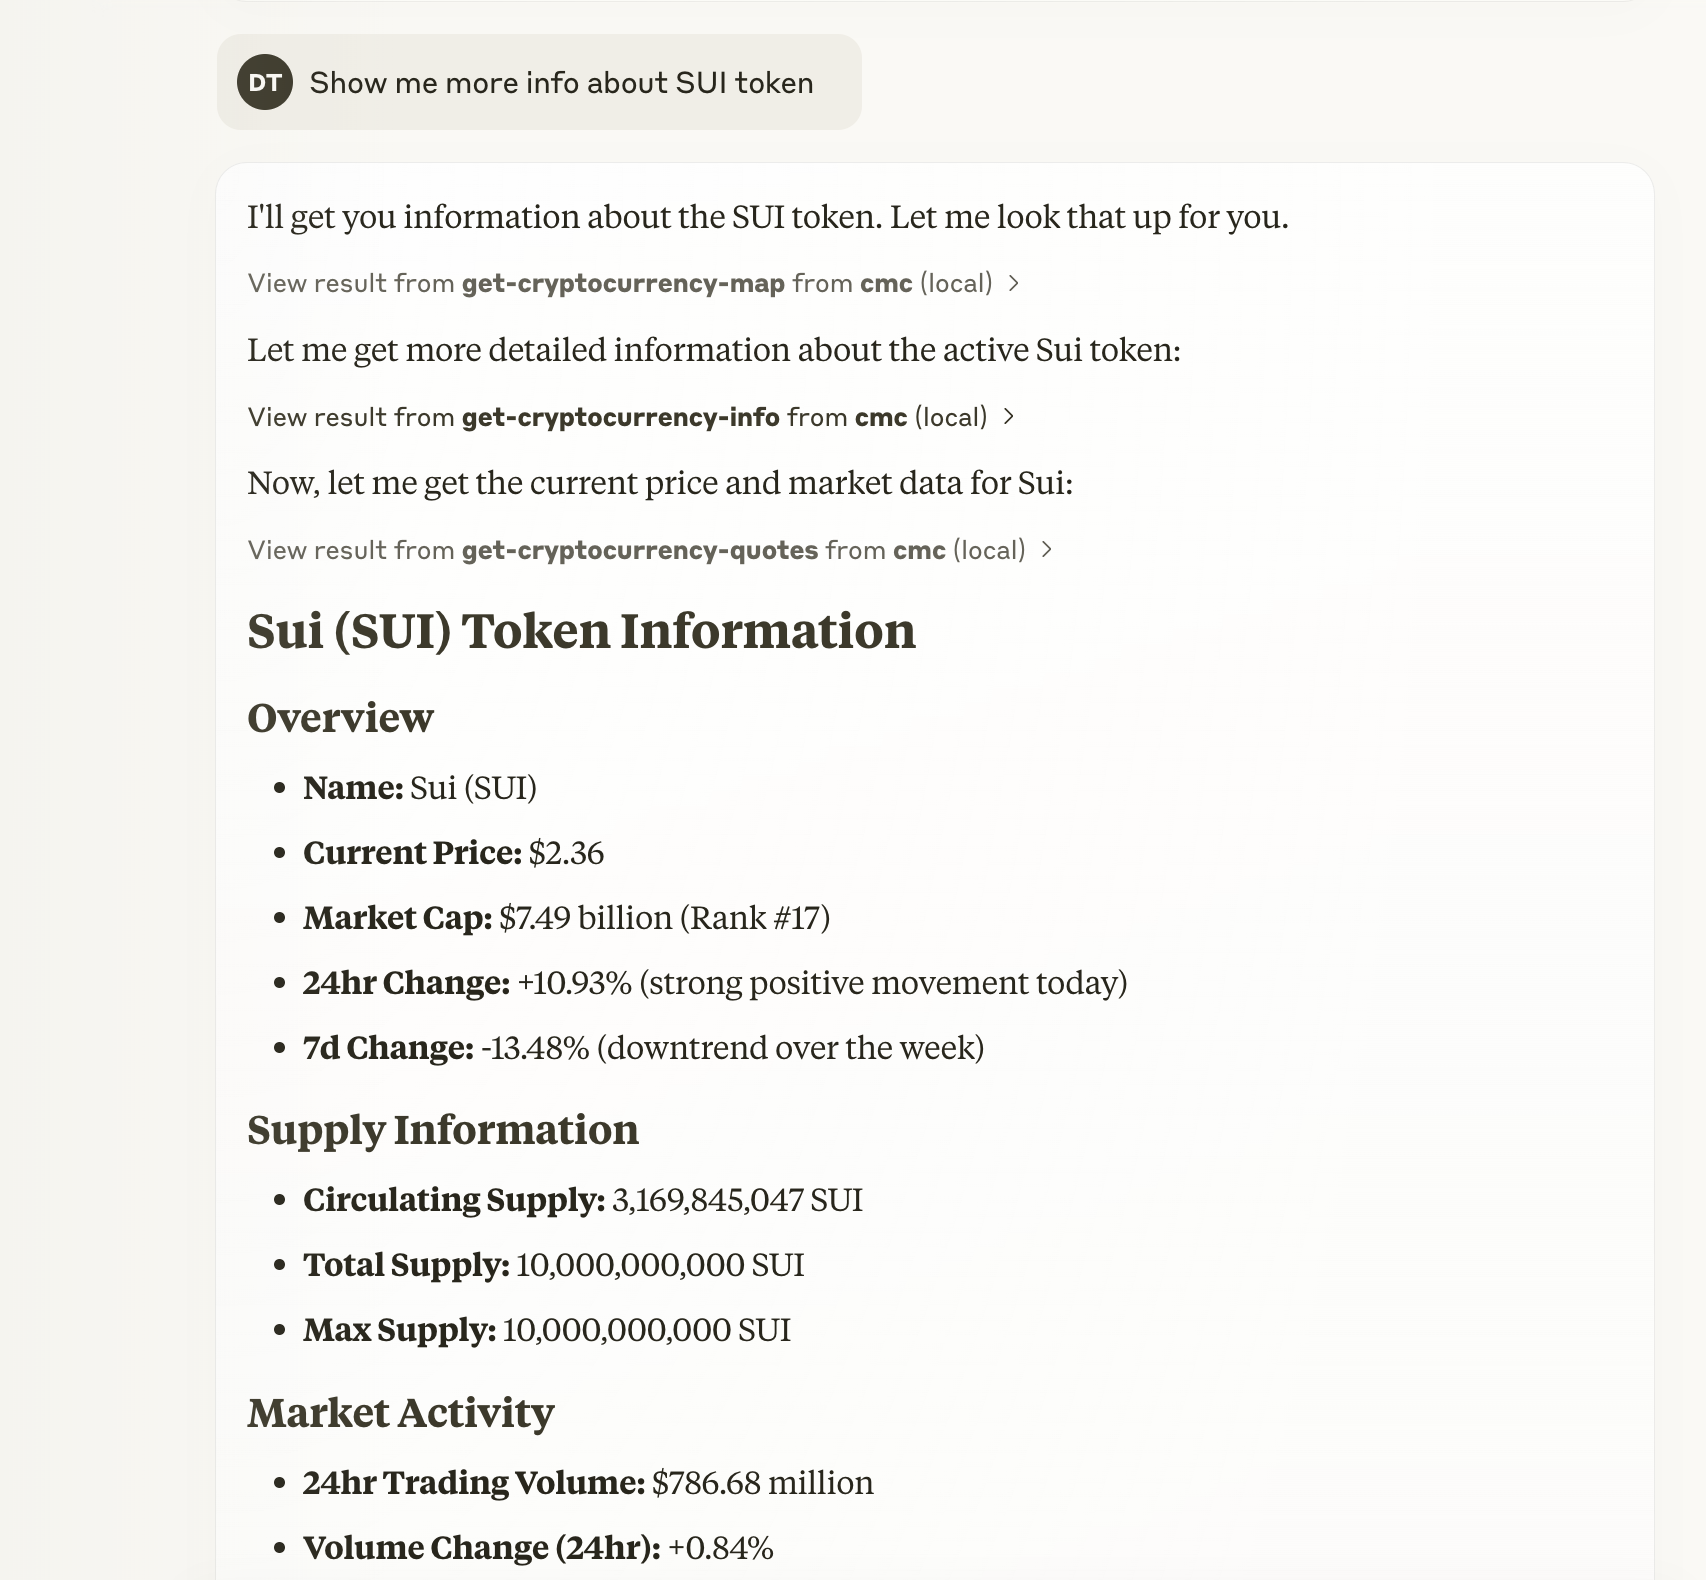 DT Show me more info about SUI token
I'll get you information about the SUI token. Let me look that up for you.
View result from get-cryptocurrency-map from cmc (local) >
Let me get more detailed information about the active Sui token:
View result from get-cryptocurrency-info from cmc (local) >
Now, let me get the current price and market data for Sui:
View result from get-cryptocurrency-quotes from cmc (local) >
Sui (SUI) Token Information
Overview
• Name: Sui (SUI)
• Current Price: $2.36
• Market Cap: $7.49 billion (Rank #17)
• 24hr Change: +10.93% (strong positive movement today)
• 7d Change: -13.48% (downtrend over the week)
Supply Information
• Circulating Supply: 3,169,845,047 SUI
• Total Supply: 10,000,000,000 SUI
• Max Supply: 10,000,000,000 SUI
Market Activity
• 24hr Trading Volume: $786.68 million
• Volume Change (24hr): +0.84%